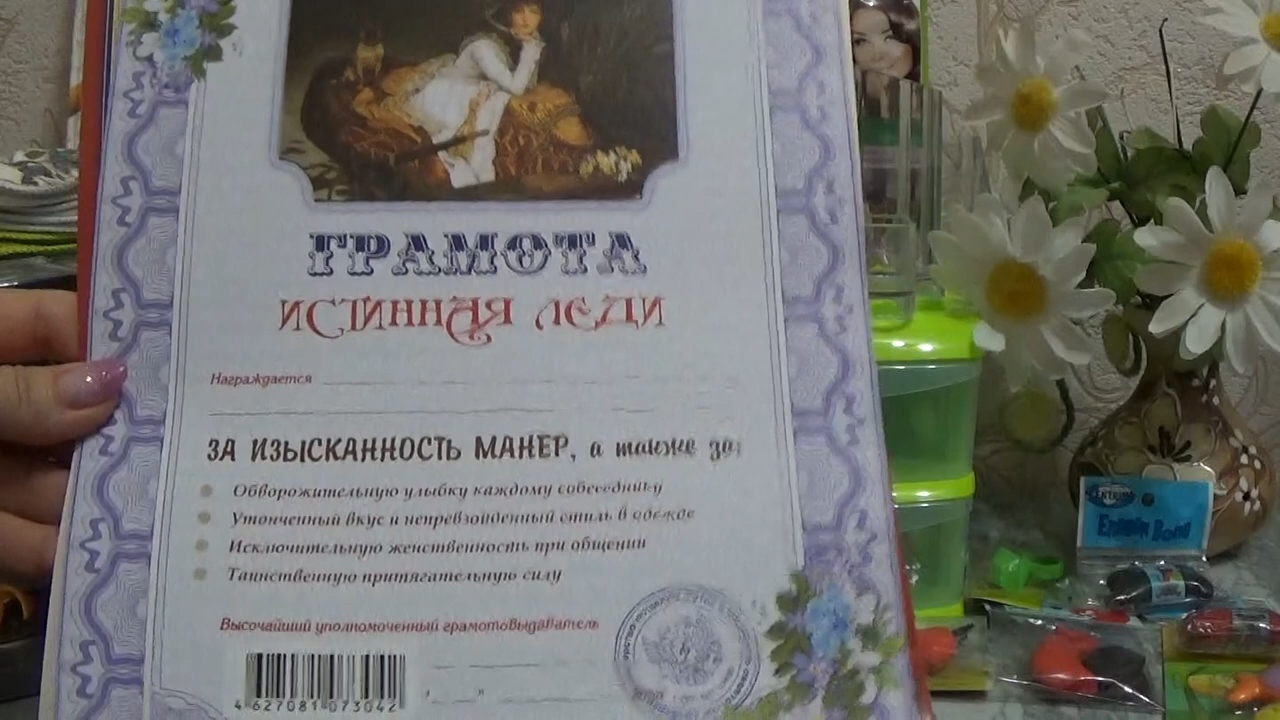 ГРАМОТА
ИСТИННАЯ ЛЕДИ
Награждается
ЗА ИЗЫСКАННОСТЬ МАНЕР, а также за:
Обворожительную улыбку каждому собеседнику
Утонченный вкус и непревзойденный стиль в одежде
Исключительную женственность при общении
Таинственную притягательную силу
Высочайший уполномоченный грамотовыдаватель
4 627081 073042
CENTRUM